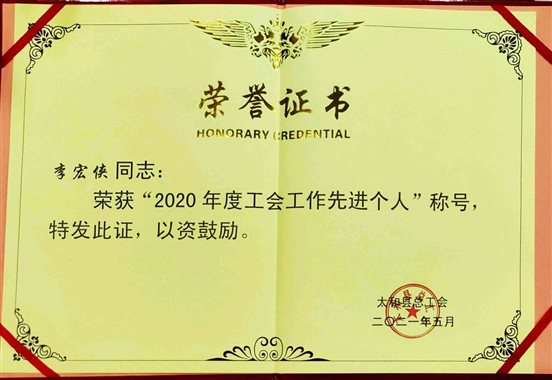 荣誉证书
HONORARY CREDENTIAL
李宏侠同志：
荣获“2020年度工会工作先进个人”称号，
特发此证，以资鼓励。
太和县总工会
二〇二一年五月